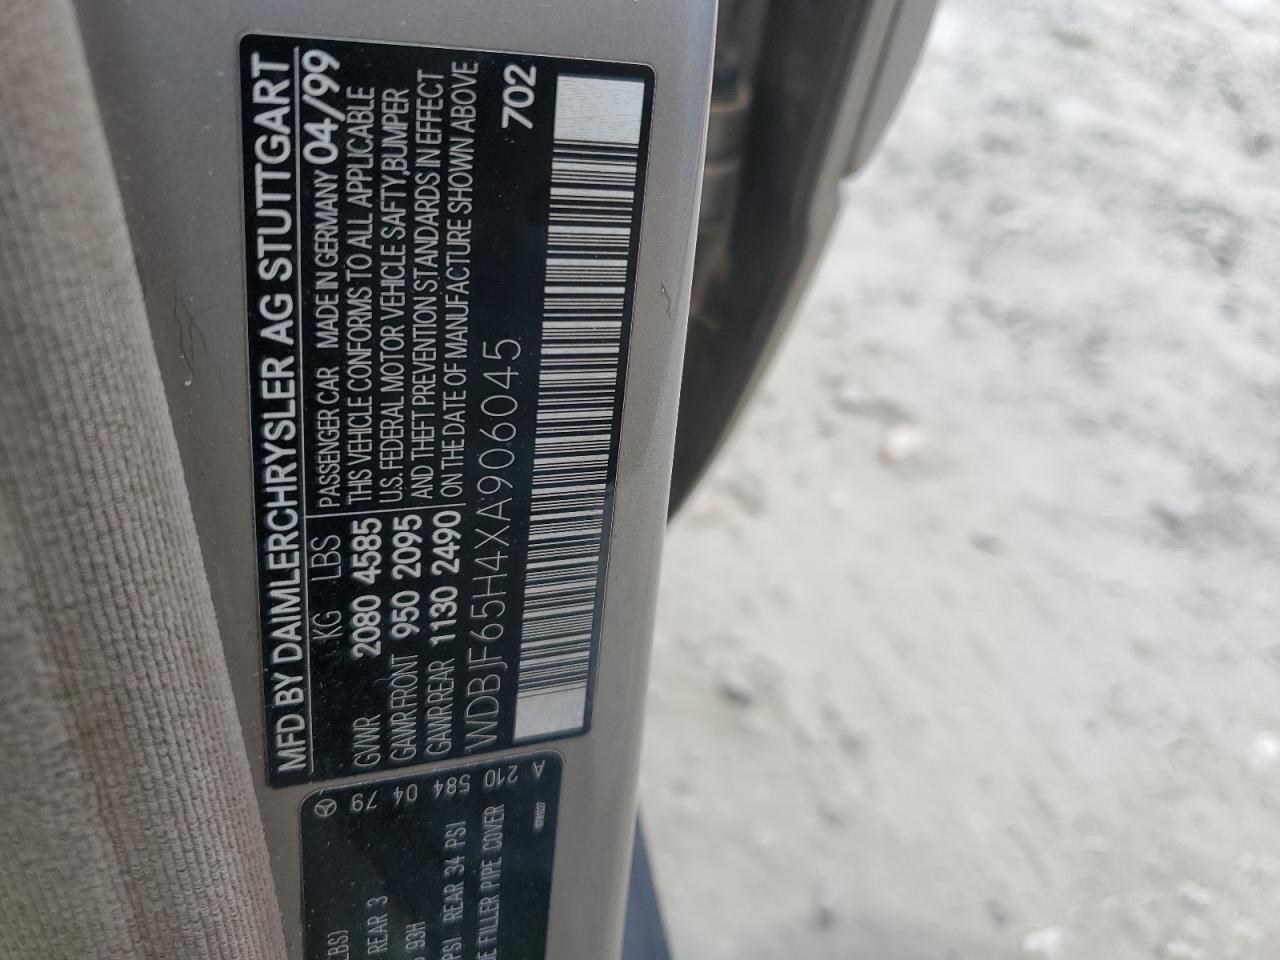 MFD BY DAIMLERCHRYSLER AG STUTTGART
KG LBS PASSENGER CAR MADE IN GERMANY 04/99
GVWR 2080 4585 THIS VEHICLE CONFORMS TO ALL APPLICABLE
U.S. FEDERAL MOTOR VEHICLE SAFTY,BUMPER
GAWR FRONT 950 2095 AND THEFT PREVENTION STANDARDS IN EFFECT
GAWR REAR 1130 2490 ON THE DATE OF MANUFACTURE SHOWN ABOVE
WDBJF65H4XA906045 702
A 210 584 04 79
LBS)
REAR 3
93H
PSI REAR 34 PSI
FILLER PIPE COVER